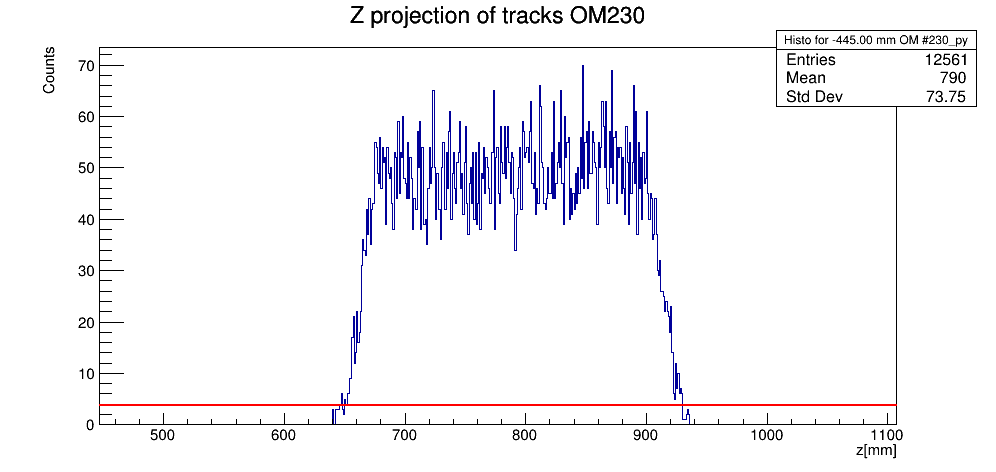 Z projection of tracks OM230
Histo for -445.00 mm OM #230_py
Entries 12561
Mean 790
Std Dev 73.75
Counts
70
60
50
40
30
20
10
0
500 600 700 800 900 1000 1100
z[mm]